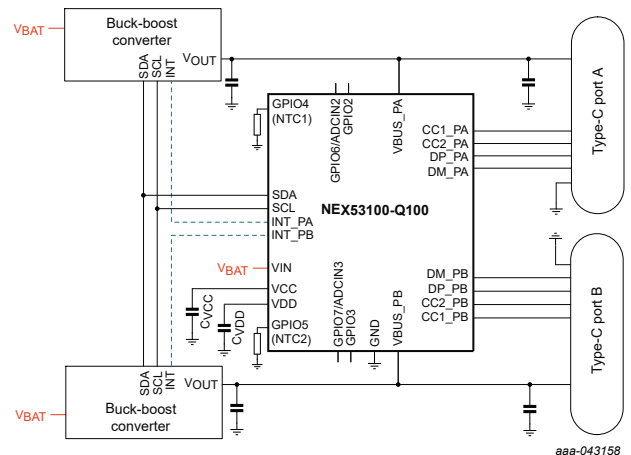 Buck-boost
converter
VBAT
SDA
SCL
INT
VOUT
GPIO4
(NTC1)
GPIO6/ADCIN2
GPIO2
VBUS_PA
CC1_PA
CC2_PA
DP_PA
DM_PA
Type-C port A
SDA
SCL
INT_PA
INT_PB
NEX53100-Q100
VBAT
VIN
VCC
VDD
CVCC
CVDD
GPIO5
(NTC2)
GPIO7/ADCIN3
GPIO3
GND
VBUS_PB
DM_PB
DP_PB
CC2_PB
CC1_PB
Type-C port B
SDA
SCL
INT
VOUT
VBAT
Buck-boost
converter
aaa-043158